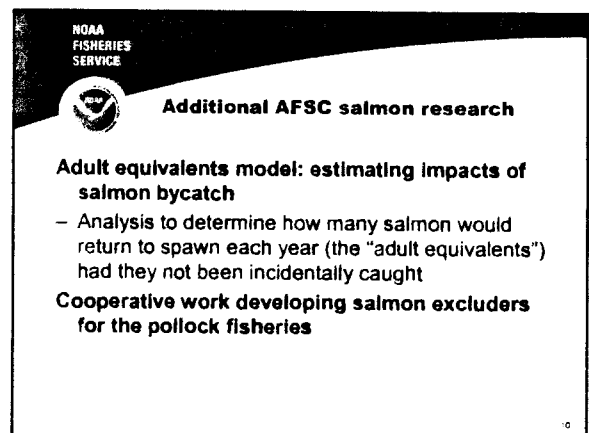 NOAA
FISHERIES
SERVICE
NOAA
Additional AFSC salmon research
Adult equivalents model: estimating impacts of
salmon bycatch
– Analysis to determine how many salmon would
return to spawn each year (the “adult equivalents”)
had they not been incidentally caught
Cooperative work developing salmon excluders
for the pollock fisheries